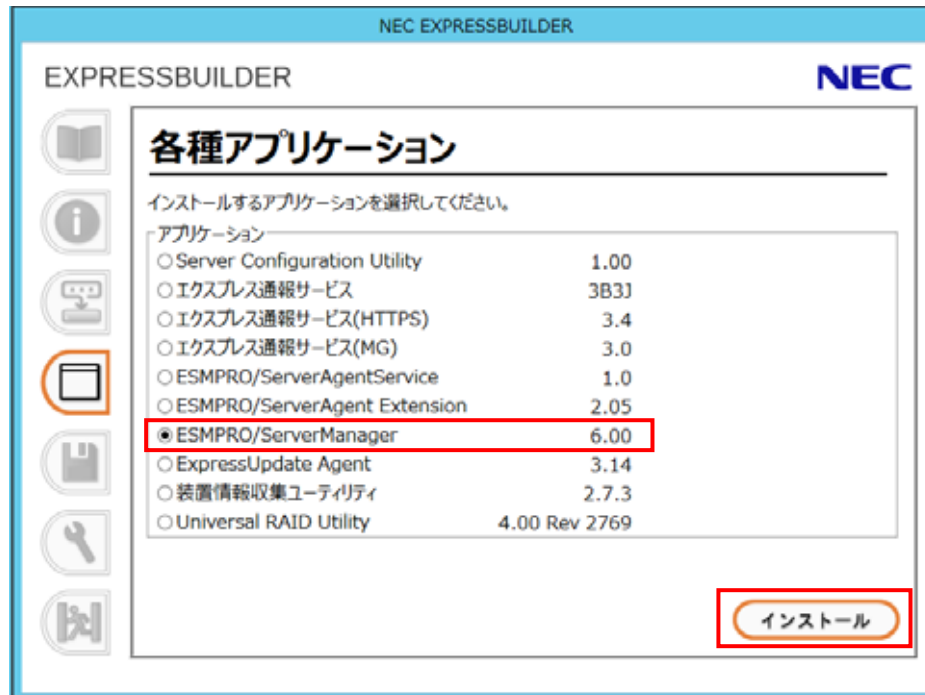 NEC EXPRESSBUILDER
EXPRESSBUILDER
NEC
各種アプリケーション
インストールするアプリケーションを選択してください。
アプリケーション
Server Configuration Utility 1.00
エクスプレス通報サービス 3B3J
エクスプレス通報サービス(HTTPS) 3.4
エクスプレス通報サービス(MG) 3.0
ESMPRO/ServerAgentService 1.0
ESMPRO/ServerAgent Extension 2.05
ESMPRO/ServerManager 6.00
ExpressUpdate Agent 3.14
装置情報収集ユーティリティ 2.7.3
Universal RAID Utility 4.00 Rev 2769
インストール